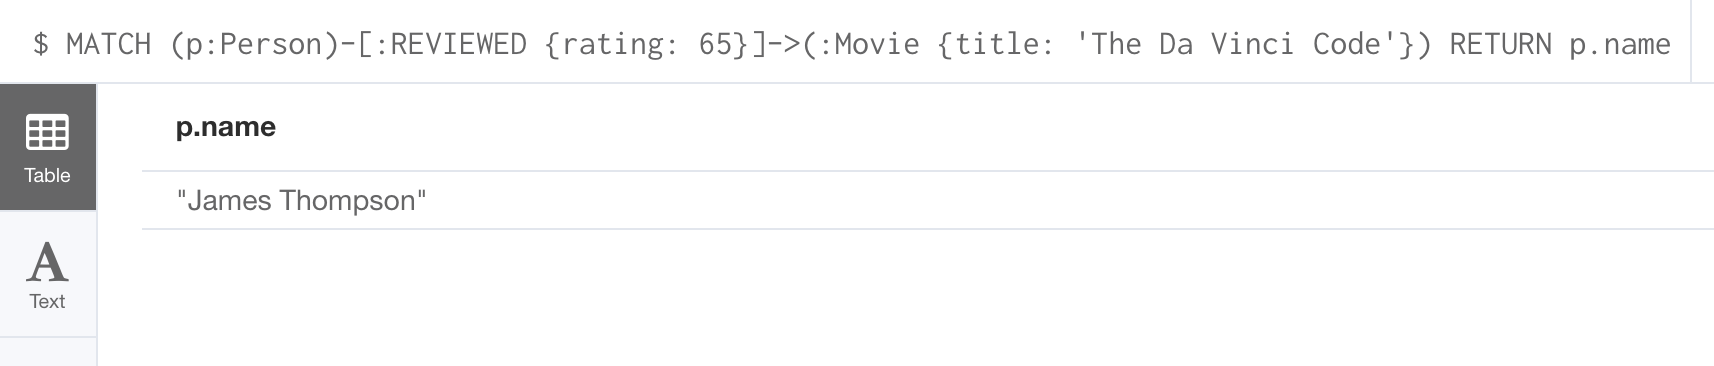 $ MATCH (p:Person)-[:REVIEWED {rating: 65}]->(:Movie {title: 'The Da Vinci Code'}) RETURN p.name
p.name
Table
"James Thompson"
A
Text